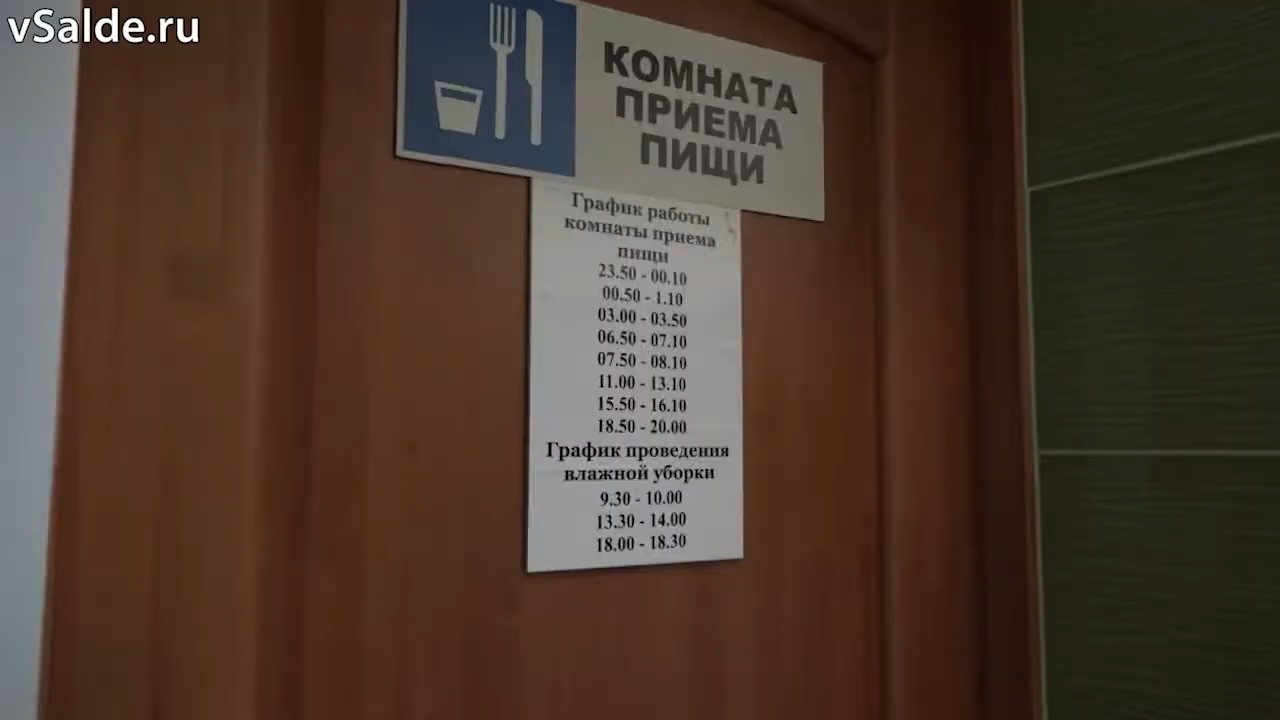 vSalde.ru
КОМНАТА
ПРИЕМА
ПИЩИ
График работы
комнаты приема
пищи
23.50 - 00.10
00.50 - 1.10
03.00 - 03.50
06.50 - 07.10
07.50 - 08.10
11.00 - 13.10
15.50 - 16.10
18.50 - 20.00
График проведения
влажной уборки
9.30 - 10.00
13.30 - 14.00
18.00 - 18.30